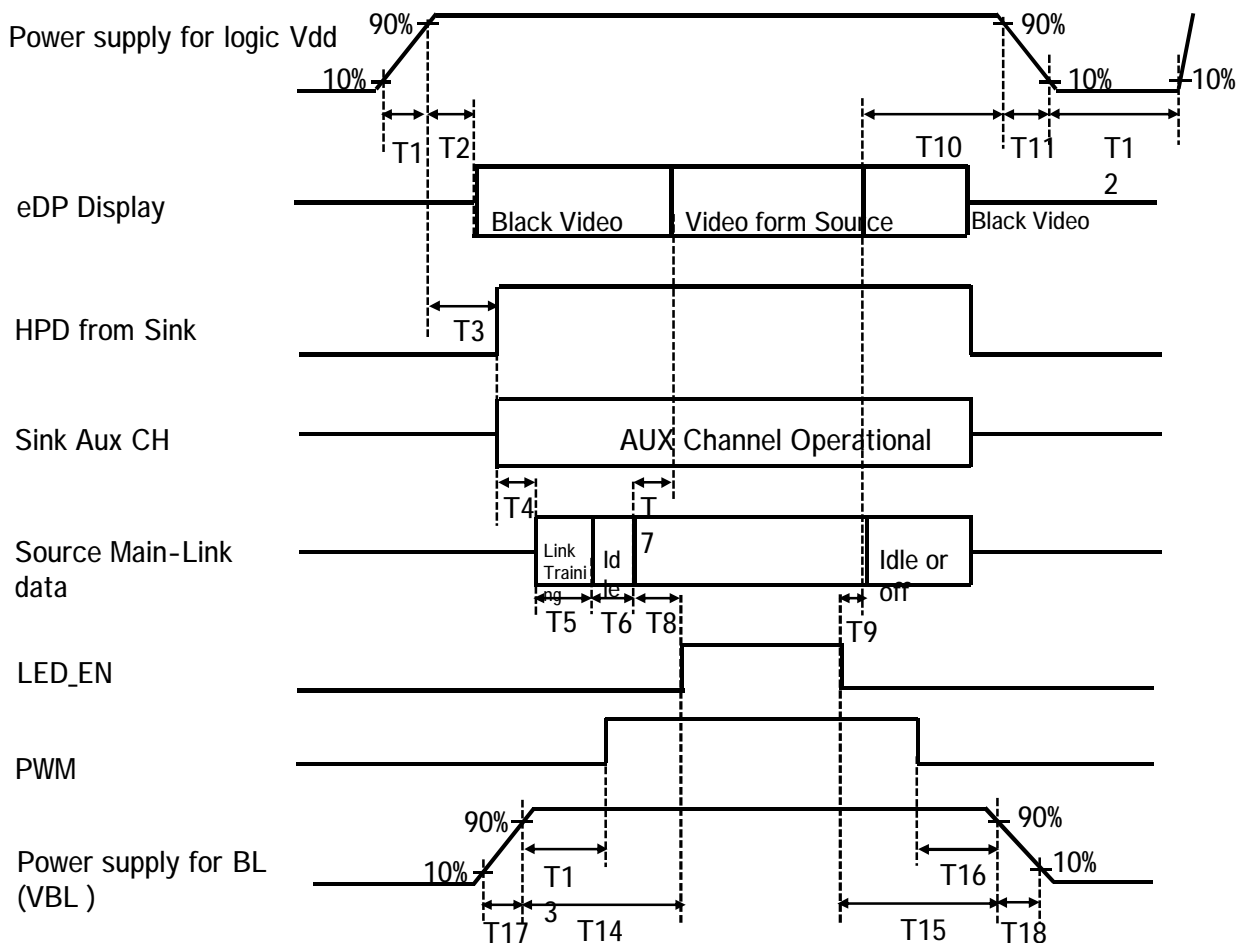 Power supply for logic Vdd
90%
90%
10%
10%
10%
T1
T2
T10
T11
T1
2
eDP Display
Black Video
Video form Source
Black Video
HPD from Sink
T3
Sink Aux CH
AUX Channel Operational
T4
T
7
Source Main-Link
data
Link
Traini
ng
Id
le
Idle or
off
T5
T6
T8
T9
LED_EN
PWM
90%
90%
Power supply for BL
(VBL )
10%
10%
T1
3
T16
T17
T14
T15
T18